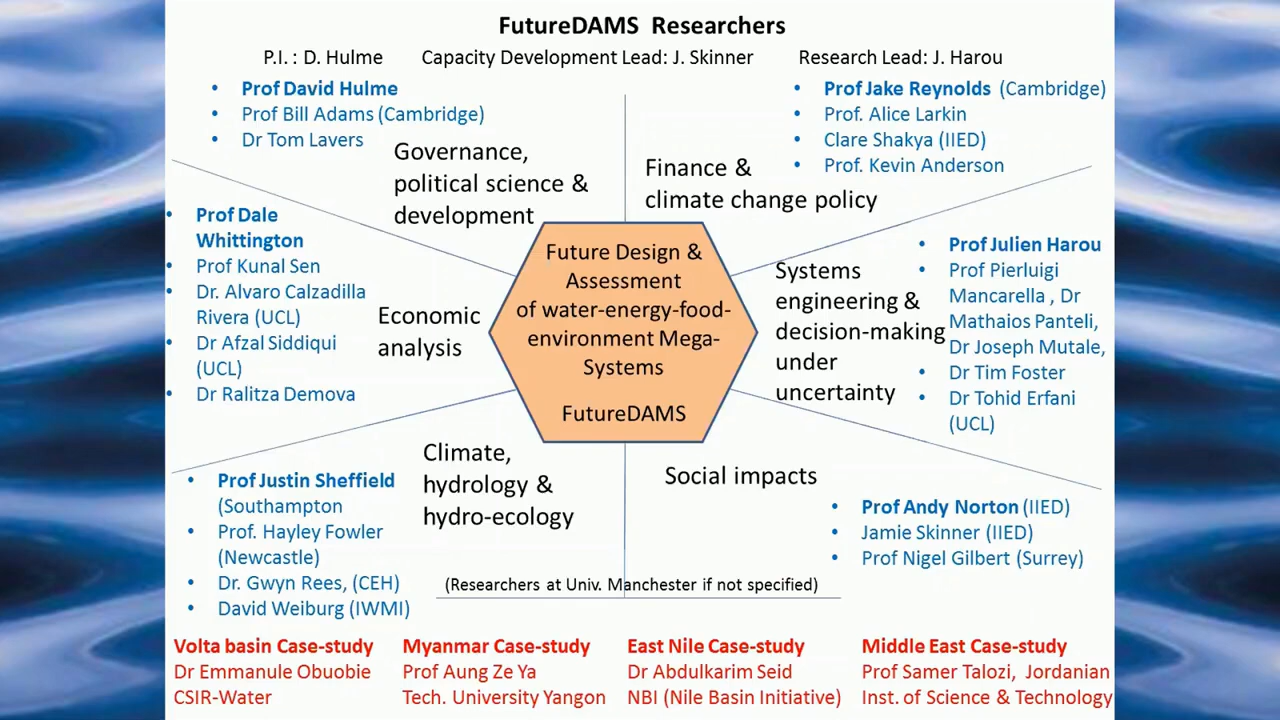 FutureDAMS Researchers
P.I. : D. Hulme
Capacity Development Lead: J. Skinner
Research Lead: J. Harou
• Prof David Hulme
• Prof Bill Adams (Cambridge)
• Dr Tom Lavers
Governance,
political science &
development
• Prof Jake Reynolds (Cambridge)
• Prof. Alice Larkin
• Clare Shakya (IIED)
• Prof. Kevin Anderson
Finance &
climate change policy
• Prof Dale
Whittington
• Prof Kunal Sen
• Dr. Alvaro Calzadilla
Rivera (UCL)
• Dr Afzal Siddiqui
(UCL)
• Dr Ralitza Demova
Economic
analysis
Future Design &
Assessment
of water-energy-food-
environment Mega-
Systems
FutureDAMS
Systems
engineering &
decision-making
under
uncertainty
• Prof Julien Harou
• Prof Pierluigi
Mancarella , Dr
Mathaios Panteli,
Dr Joseph Mutale,
• Dr Tim Foster
• Dr Tohid Erfani
(UCL)
Climate,
hydrology &
hydro-ecology
• Prof Justin Sheffield
(Southampton
• Prof. Hayley Fowler
(Newcastle)
• Dr. Gwyn Rees, (CEH)
• David Weiburg (IWMI)
Social impacts
• Prof Andy Norton (IIED)
• Jamie Skinner (IIED)
• Prof Nigel Gilbert (Surrey)
(Researchers at Univ. Manchester if not specified)
Volta basin Case-study
Dr Emmanule Obuobie
CSIR-Water
Myanmar Case-study
Prof Aung Ze Ya
Tech. University Yangon
East Nile Case-study
Dr Abdulkarim Seid
NBI (Nile Basin Initiative)
Middle East Case-study
Prof Samer Talozi, Jordanian
Inst. of Science & Technology